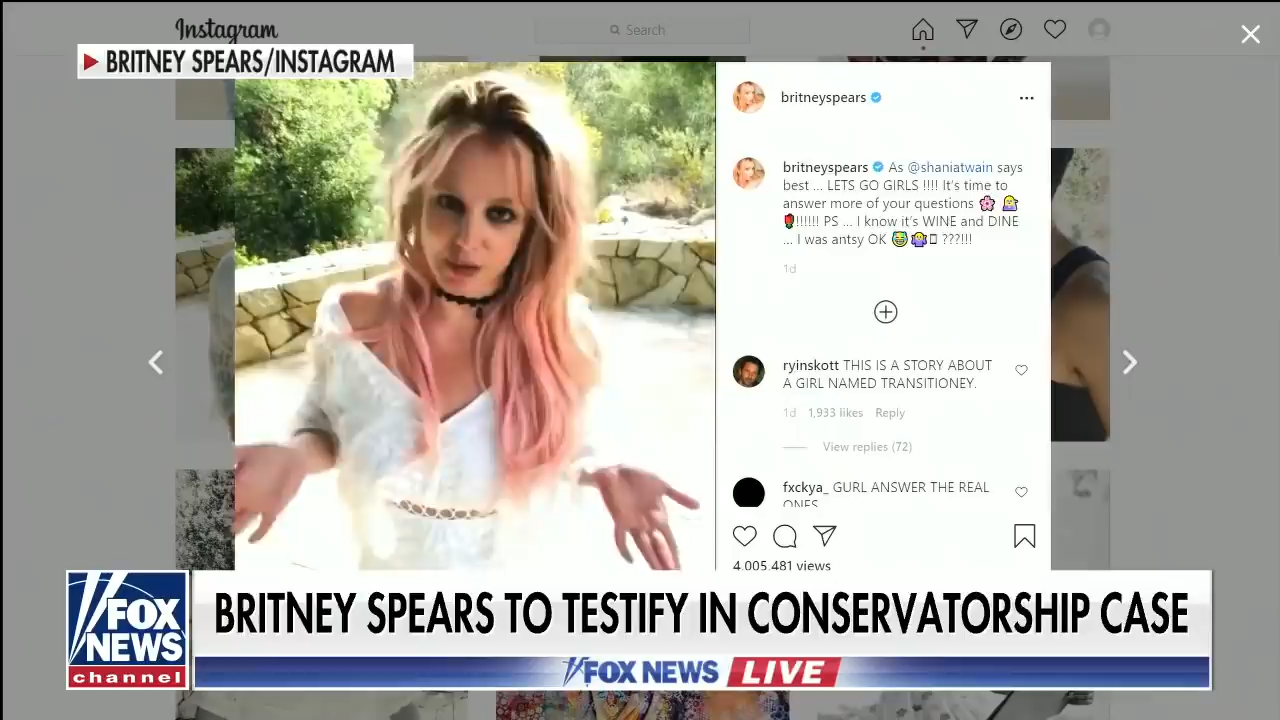 Instagram
Search
BRITNEY SPEARS/INSTAGRAM
britneyspears
britneyspears As @shaniatwain says
best ... LETS GO GIRLS !!!! It's time to
answer more of your questions 🌸 💁‍♀️
🌹!!!!!! PS ... I know it's WINE and DINE
... I was antsy OK 😅 🤷‍♀️ ???!!!
1d
ryinskott THIS IS A STORY ABOUT
A GIRL NAMED TRANSITIONEY.
1d 1,933 likes Reply
View replies (72)
fxckya_ GURL ANSWER THE REAL
ONES
4,005,481 views
FOX
NEWS
channel
BRITNEY SPEARS TO TESTIFY IN CONSERVATORSHIP CASE
FOX NEWS LIVE